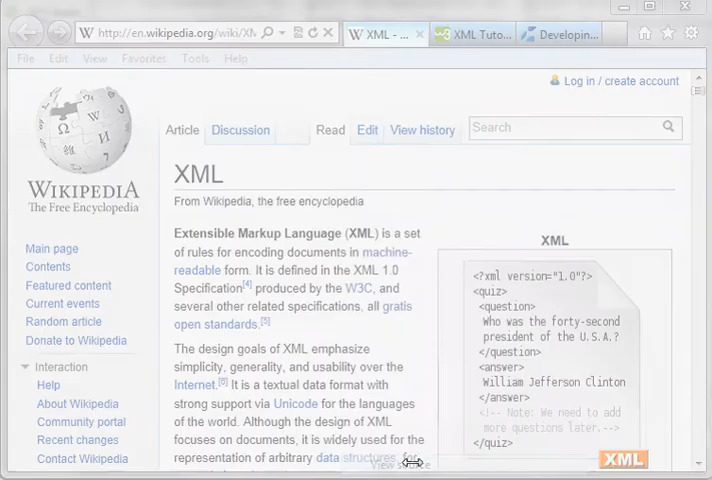 http://en.wikipedia.org/wiki/XM
XML - ...
XML Tuto...
Developin...
File Edit View Favorites Tools Help
Log in / create account
Article Discussion Read Edit View history
Search
WIKIPEDIA
The Free Encyclopedia
XML
From Wikipedia, the free encyclopedia
Main page
Contents
Featured content
Current events
Random article
Donate to Wikipedia
Interaction
Help
About Wikipedia
Community portal
Recent changes
Contact Wikipedia
Extensible Markup Language (XML) is a set
of rules for encoding documents in machine-
readable form. It is defined in the XML 1.0
Specification[4] produced by the W3C, and
several other related specifications, all gratis
open standards.[5]
The design goals of XML emphasize
simplicity, generality, and usability over the
Internet.[6] It is a textual data format with
strong support via Unicode for the languages
of the world. Although the design of XML
focuses on documents, it is widely used for the
representation of arbitrary data structures, for
View source
XML
<?xml version="1.0"?>
<quiz>
<question>
Who was the forty-second
president of the U.S.A.?
</question>
<answer>
William Jefferson Clinton
</answer>
<!-- Note: We need to add
more questions later.-->
</quiz>
XML